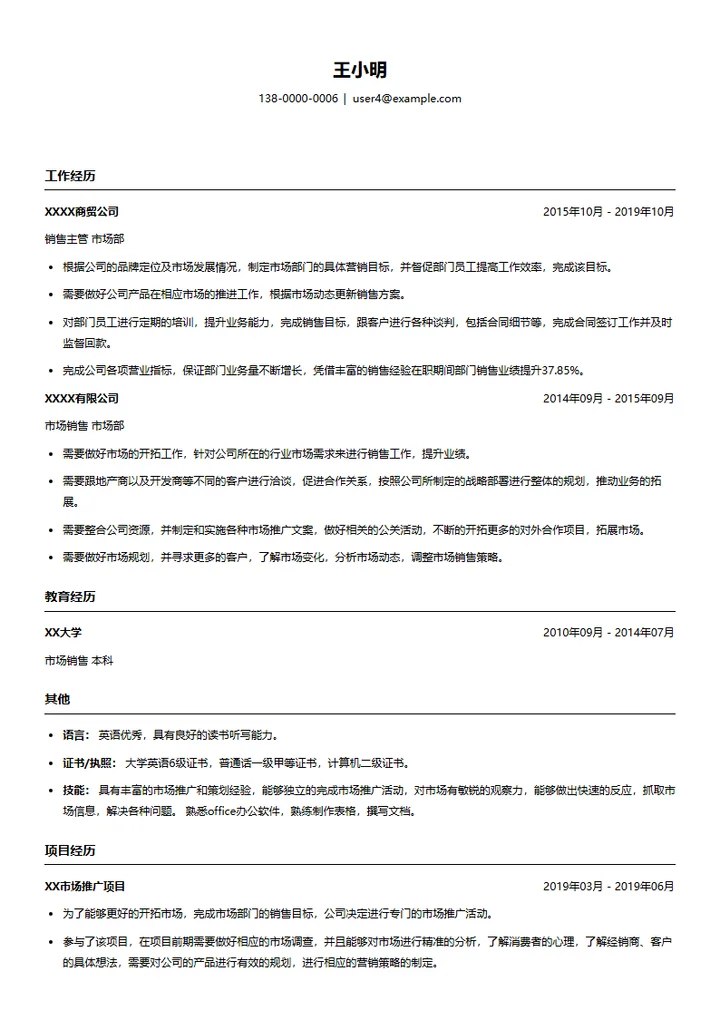 王小明
138-0000-0006 | user4@example.com
工作经历
XXXX商贸公司 2015年10月 - 2019年10月
销售主管 市场部
• 根据公司的品牌定位及市场发展情况，制定市场部门的具体营销目标，并督促部门员工提高工作效率，完成该目标。
• 需要做好公司产品在相应市场的推进工作，根据市场动态更新销售方案。
• 对部门员工进行定期的培训，提升业务能力，完成销售目标，跟客户进行各种谈判，包括合同细节等，完成合同签订工作并及时
监督回款。
• 完成公司各项营业指标，保证部门业务量不断增长，凭借丰富的销售经验在职期间部门销售业绩提升37.85%。
XXXX有限公司 2014年09月 - 2015年09月
市场销售 市场部
• 需要做好市场的开拓工作，针对公司所在的行业市场需求来进行销售工作，提升业绩。
• 需要跟地产商以及开发商等不同的客户进行洽谈，促进合作关系，按照公司所制定的战略部署进行整体的规划，推动业务的拓
展。
• 需要整合公司资源，并制定和实施各种市场推广文案，做好相关的公关活动，不断的开拓更多的对外合作项目，拓展市场。
• 需要做好市场规划，并寻求更多的客户，了解市场变化，分析市场动态，调整市场销售策略。
教育经历
XX大学 2010年09月 - 2014年07月
市场销售 本科
其他
• 语言： 英语优秀，具有良好的读书听写能力。
• 证书/执照： 大学英语6级证书，普通话一级甲等证书，计算机二级证书。
• 技能： 具有丰富的市场推广和策划经验，能够独立的完成市场推广活动，对市场有敏锐的观察力，能够做出快速的反应，抓取市
场信息，解决各种问题。 熟悉office办公软件，熟练制作表格，撰写文档。
项目经历
XX市场推广项目 2019年03月 - 2019年06月
• 为了能够更好的开拓市场，完成市场部门的销售目标，公司决定进行专门的市场推广活动。
• 参与了该项目，在项目前期需要做好相应的市场调查，并且能够对市场进行精准的分析，了解消费者的心理，了解经销商、客户
的具体想法，需要对公司的产品进行有效的规划，进行相应的营销策略的制定。